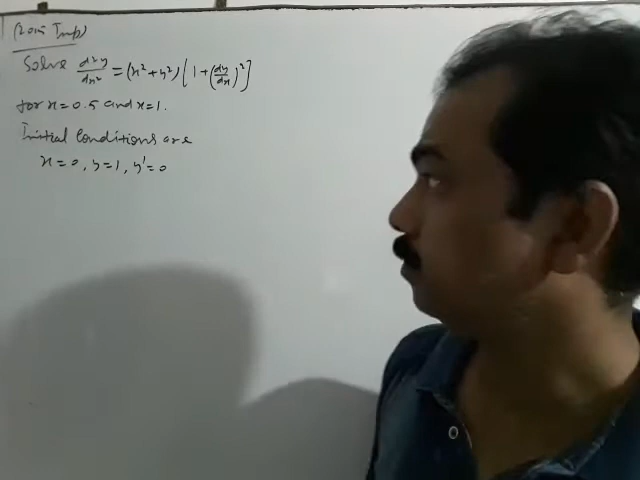 (2015 Imp)
Solve d²y/dx² = (x² + y²) [1 + (dy/dx)²]
for x = 0.5 and x = 1.
Initial conditions are
x = 0, y = 1, y' = 0